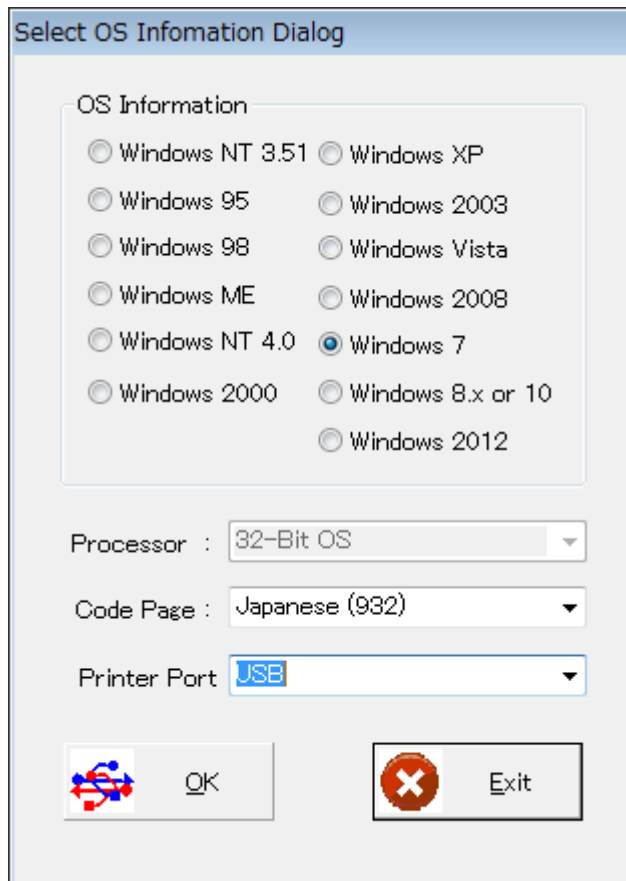 Select OS Infomation Dialog
OS Information
Windows NT 3.51
Windows 95
Windows 98
Windows ME
Windows NT 4.0
Windows 2000
Windows XP
Windows 2003
Windows Vista
Windows 2008
Windows 7
Windows 8.x or 10
Windows 2012
Processor : 32-Bit OS
Code Page : Japanese (932)
Printer Port USB
OK
Exit